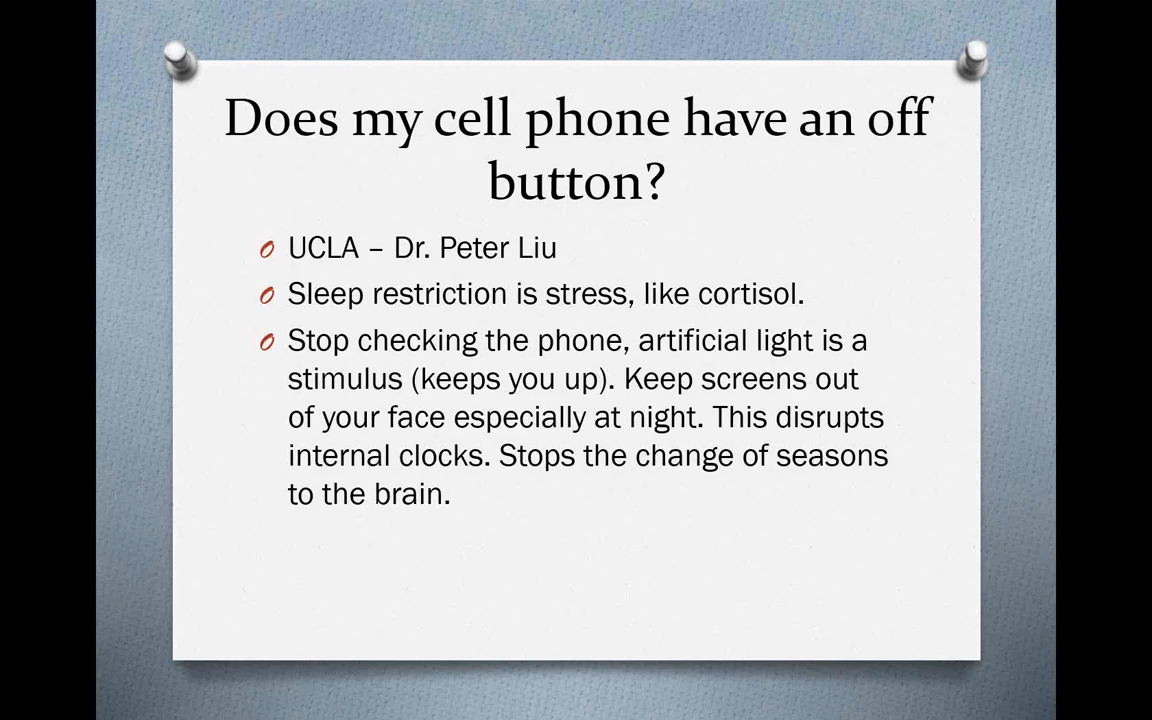 Does my cell phone have an off
button?
UCLA – Dr. Peter Liu
Sleep restriction is stress, like cortisol.
Stop checking the phone, artificial light is a
stimulus (keeps you up). Keep screens out
of your face especially at night. This disrupts
internal clocks. Stops the change of seasons
to the brain.